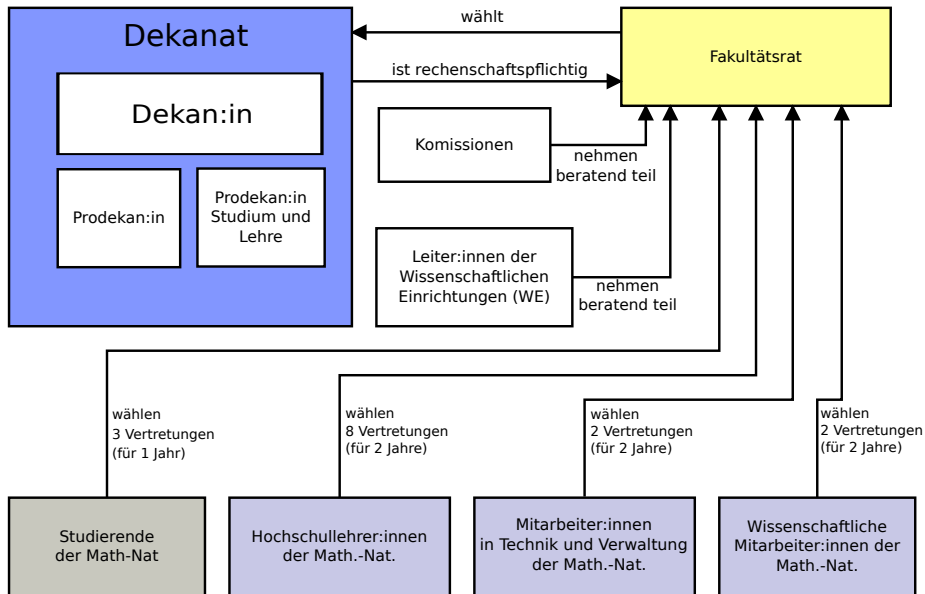 Dekanat
Dekan:in
Prodekan:in
Prodekan:in
Studium und
Lehre
wählt
ist rechenschaftspflichtig
Fakultätsrat
Komissionen
nehmen
beratend teil
Leiter:innen der
Wissenschaftlichen
Einrichtungen (WE)
nehmen
beratend teil
wählen
3 Vertretungen
(für 1 Jahr)
wählen
8 Vertretungen
(für 2 Jahre)
wählen
2 Vertretungen
(für 2 Jahre)
wählen
2 Vertretungen
(für 2 Jahre)
Studierende
der Math-Nat
Hochschullehrer:innen
der Math.-Nat.
Mitarbeiter:innen
in Technik und Verwaltung
der Math.-Nat.
Wissenschaftliche
Mitarbeiter:innen der
Math.-Nat.